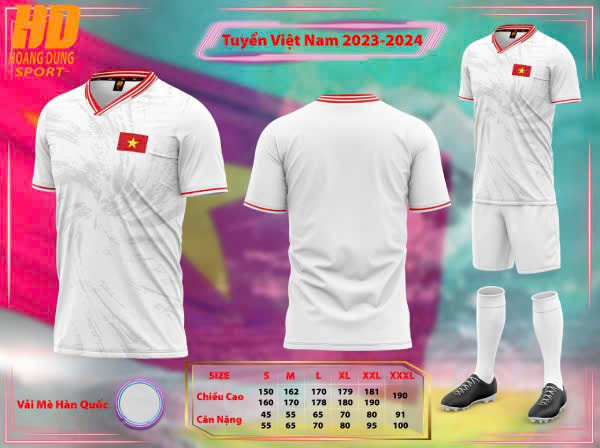 HD
HOANG DUNG
SPORT
Tuyển Việt Nam 2023-2024
SIZE S M L XL XXL XXXL
Chiều Cao 150 162 170 179 181 190
160 170 178 180 190
Cân Nặng 45 55 65 70 80 91
55 65 70 80 95 100
Vải Mè Hàn Quốc